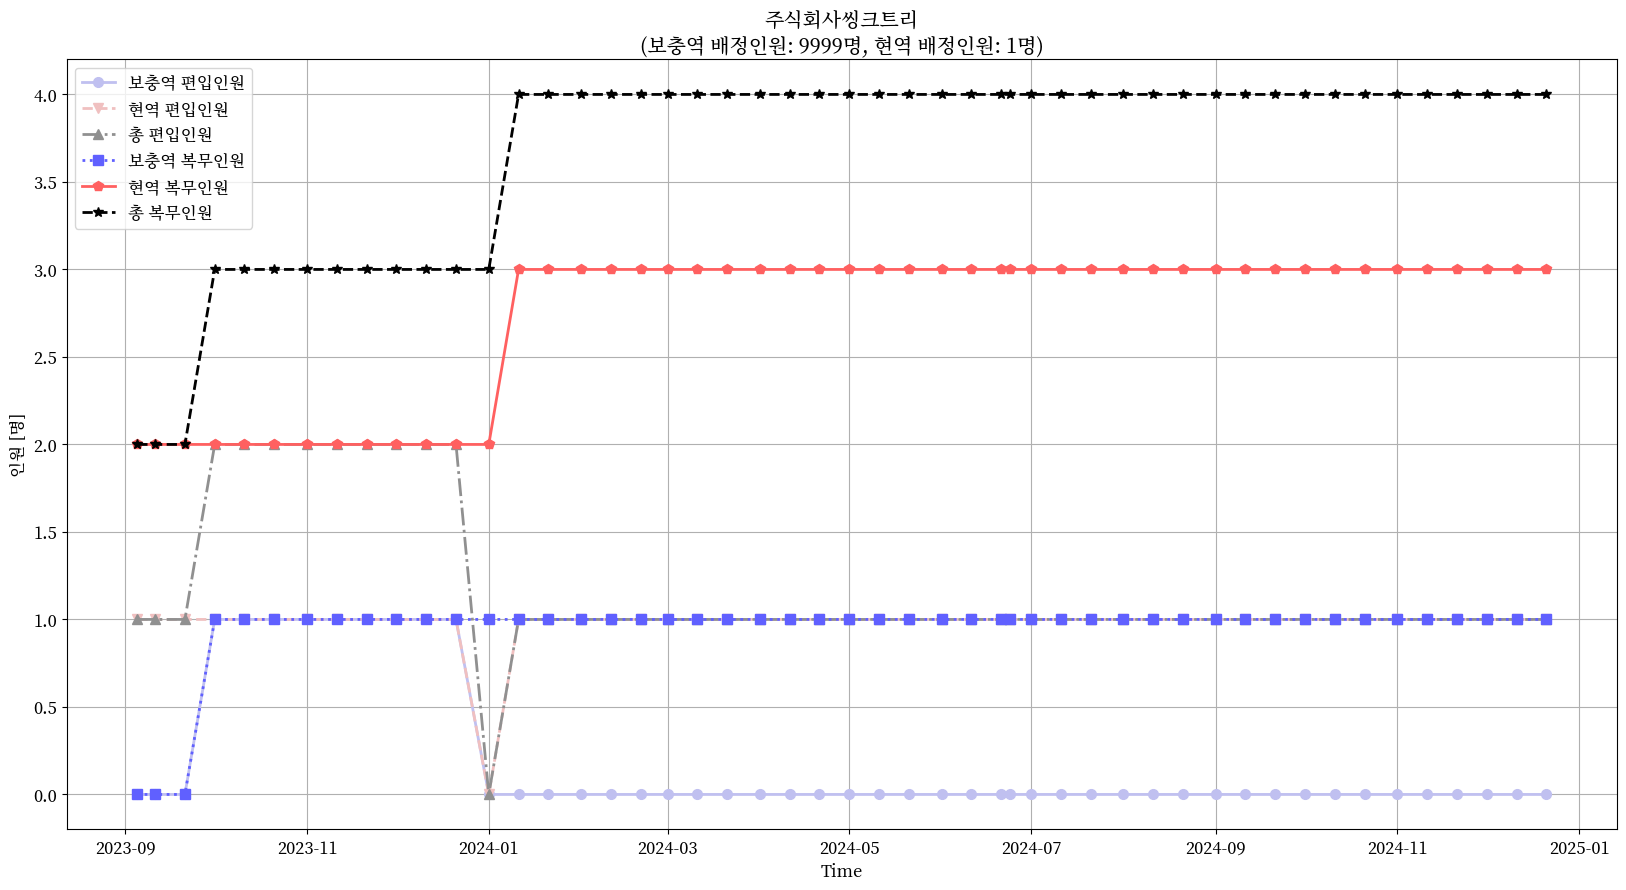 주식회사씽크트리
(보충역 배정인원: 9999명, 현역 배정인원: 1명)
보충역 편입인원
현역 편입인원
총 편입인원
보충역 복무인원
현역 복무인원
총 복무인원
4.0
3.5
3.0
2.5
2.0
1.5
1.0
0.5
0.0
인원 [명]
2023-09
2023-11
2024-01
2024-03
2024-05
2024-07
2024-09
2024-11
2025-01
Time